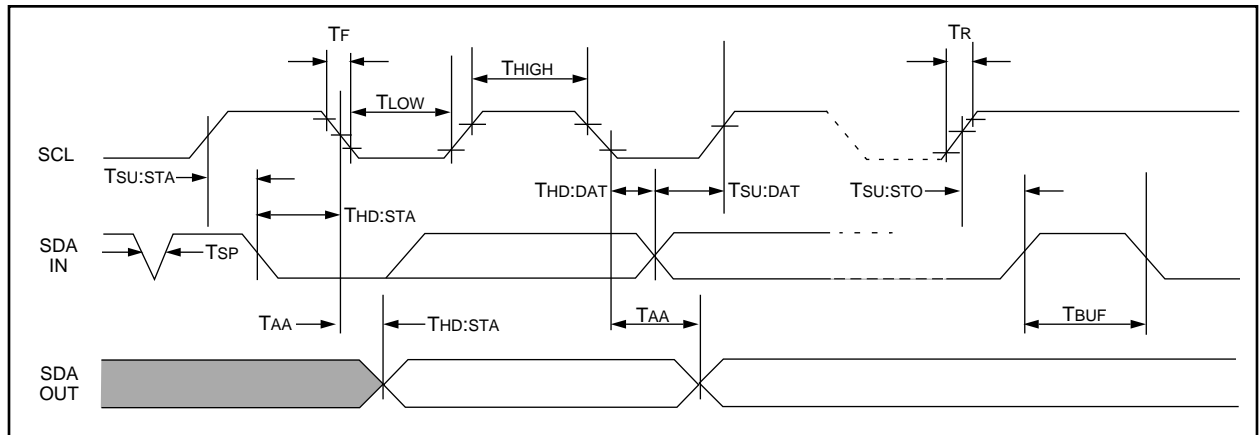 TF
TR
THIGH
TLOW
SCL
TSU:STA
THD:DAT
TSU:DAT
TSU:STO
THD:STA
SDA
IN
TSP
TAA
THD:STA
TAA
TBUF
SDA
OUT